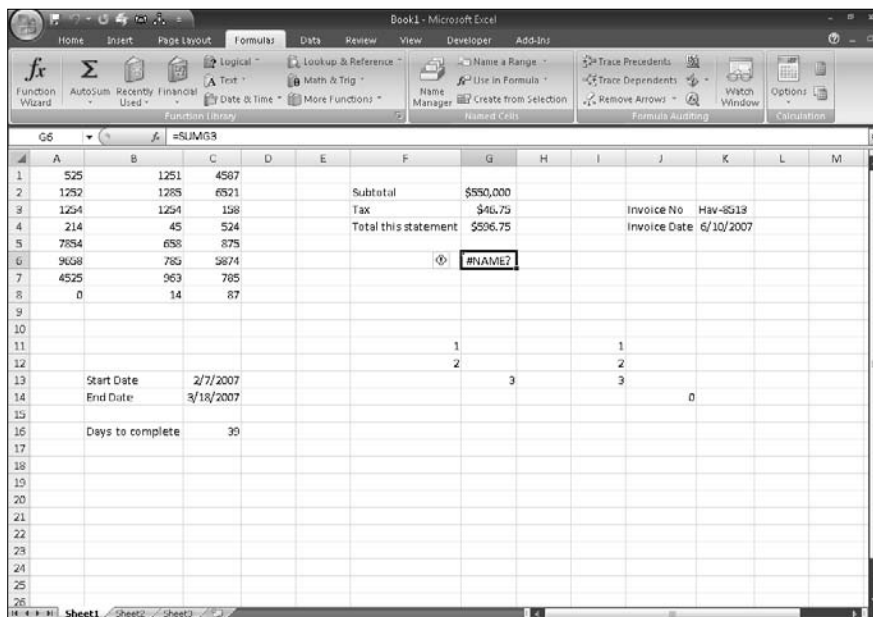 Book1 - Microsoft Excel
Home Insert Page Layout Formulas Data Review View Developer Add-Ins
fx Function Wizard
Σ AutoSum
Recently Used
Financial
Logical
Text
Date & Time
Lookup & Reference
Math & Trig
More Functions
Function Library
Name Manager
Name a Range
Use in Formula
Create from Selection
Named Cells
Trace Precedents
Trace Dependents
Remove Arrows
Formula Auditing
Watch Window
Options
Calculation
G6 fx =SUMG3
A B C D E F G H I J K L M
1 525 1251 4587
2 1252 1285 6521 Subtotal $550,000
3 1254 1254 158 Tax $46.75 Invoice No Hav-8513
4 214 45 524 Total this statement $596.75 Invoice Date 6/10/2007
5 7854 658 875
6 9658 785 5874 #NAME?
7 4525 963 785
8 0 14 87
9
10
11 1 1
12 2 2
13 Start Date 2/7/2007 3 3
14 End Date 3/18/2007 0
15
16 Days to complete 39
17
18
19
20
21
22
23
24
25
26
Sheet1 Sheet2 Sheet3